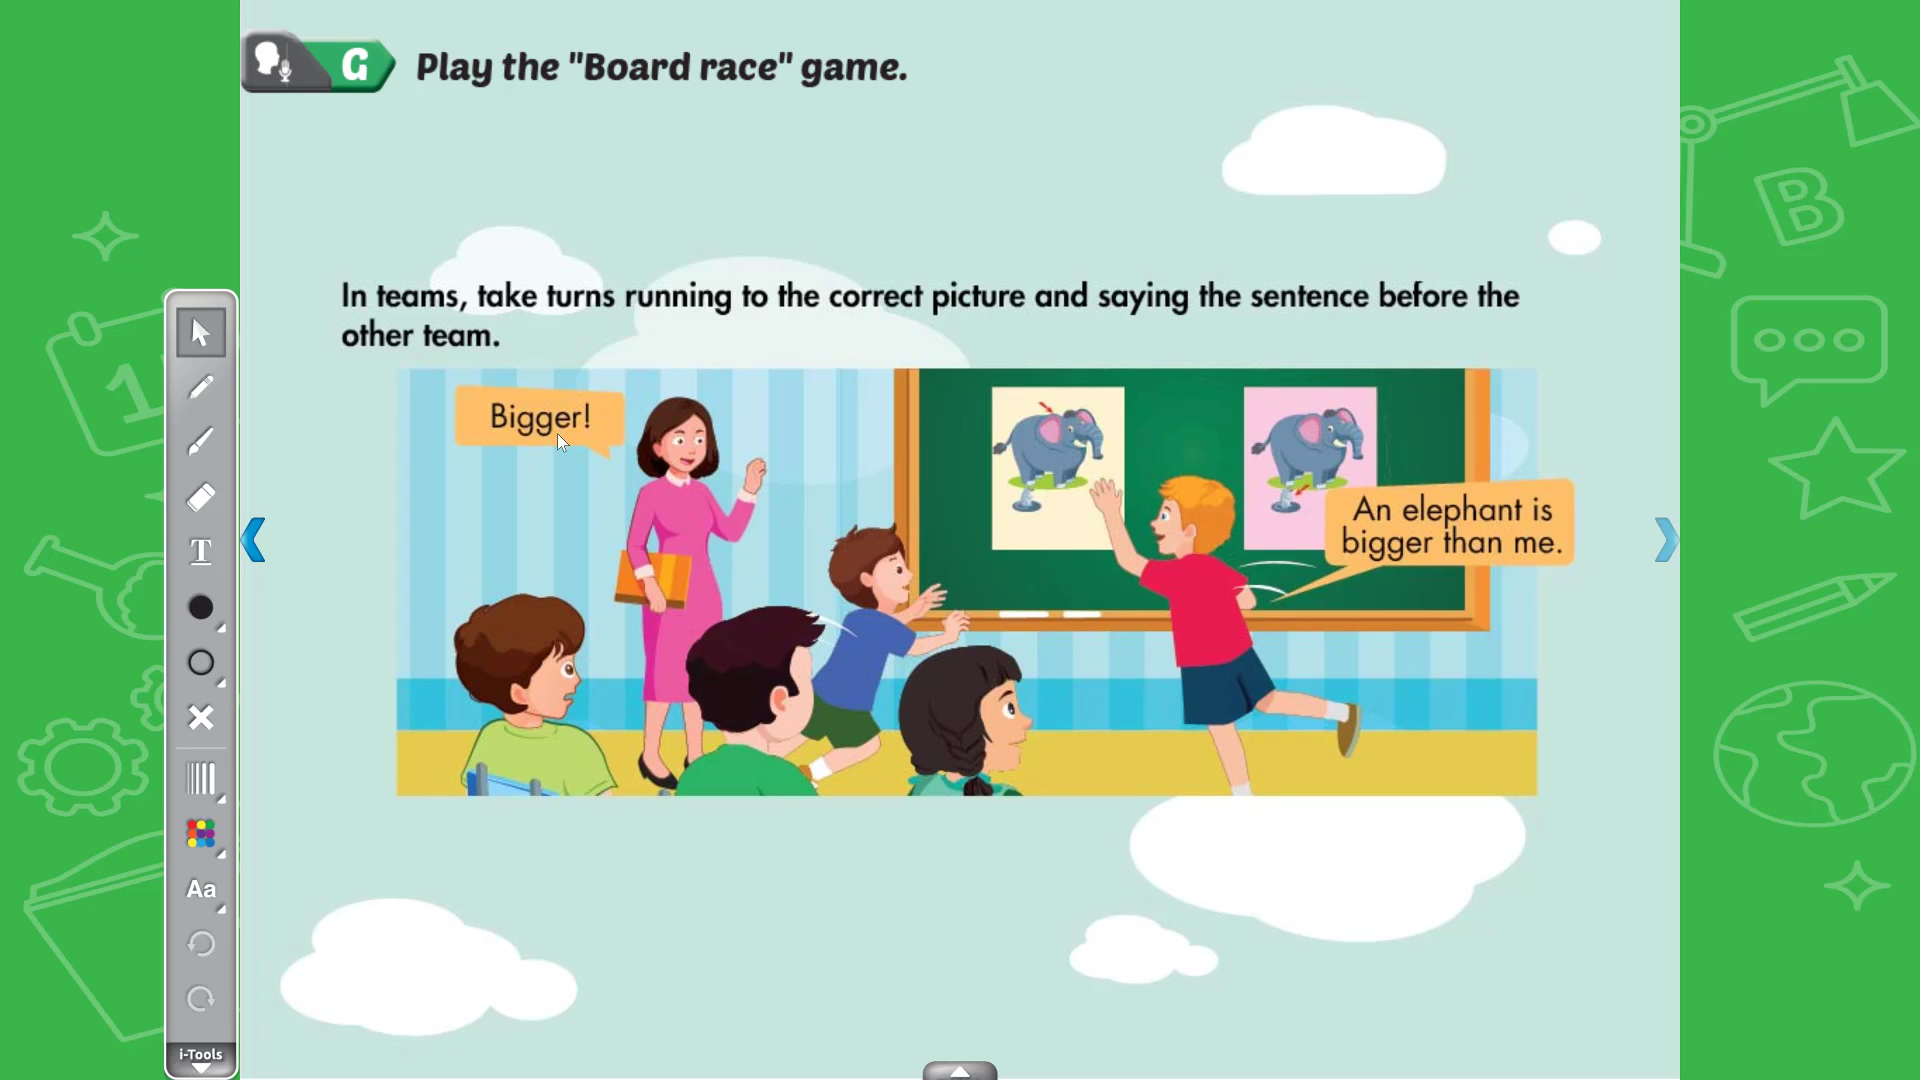 G
Play the "Board race" game.
In teams, take turns running to the correct picture and saying the sentence before the
other team.
Bigger!
An elephant is
bigger than me.
1
B
T
Aa
i-Tools